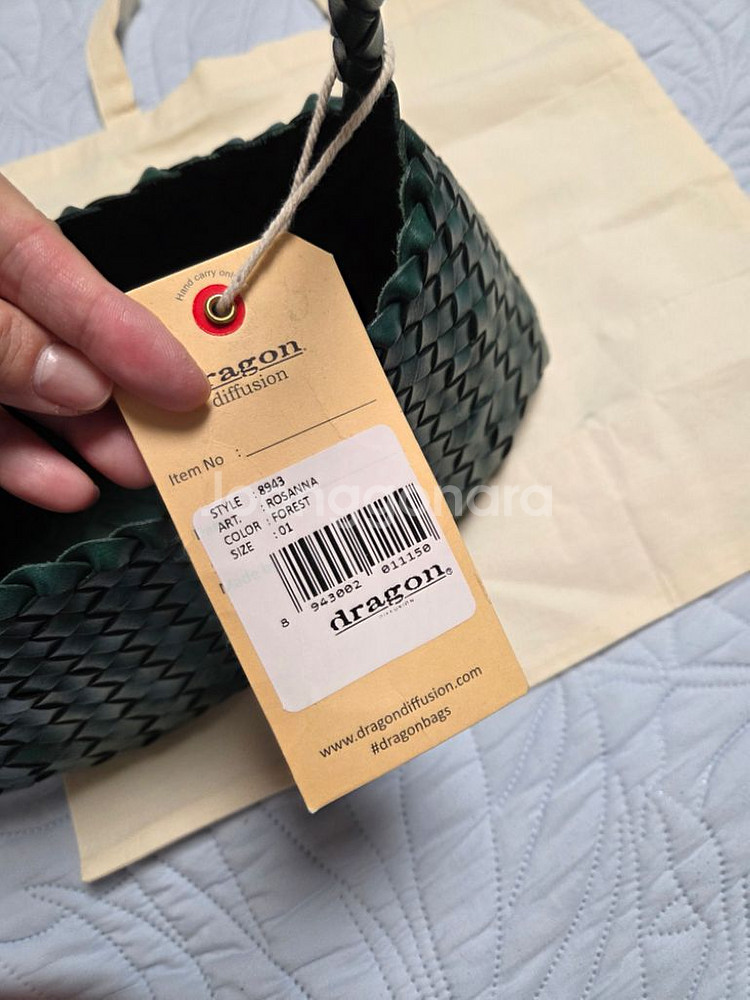 Hand carry only
dragon
diffusion
Item No :
STYLE : 8943
ART. : ROSANNA
COLOR : FOREST
SIZE : 01
8 943002 011150
dragon®
www.dragondiffusion.com
#dragonbags